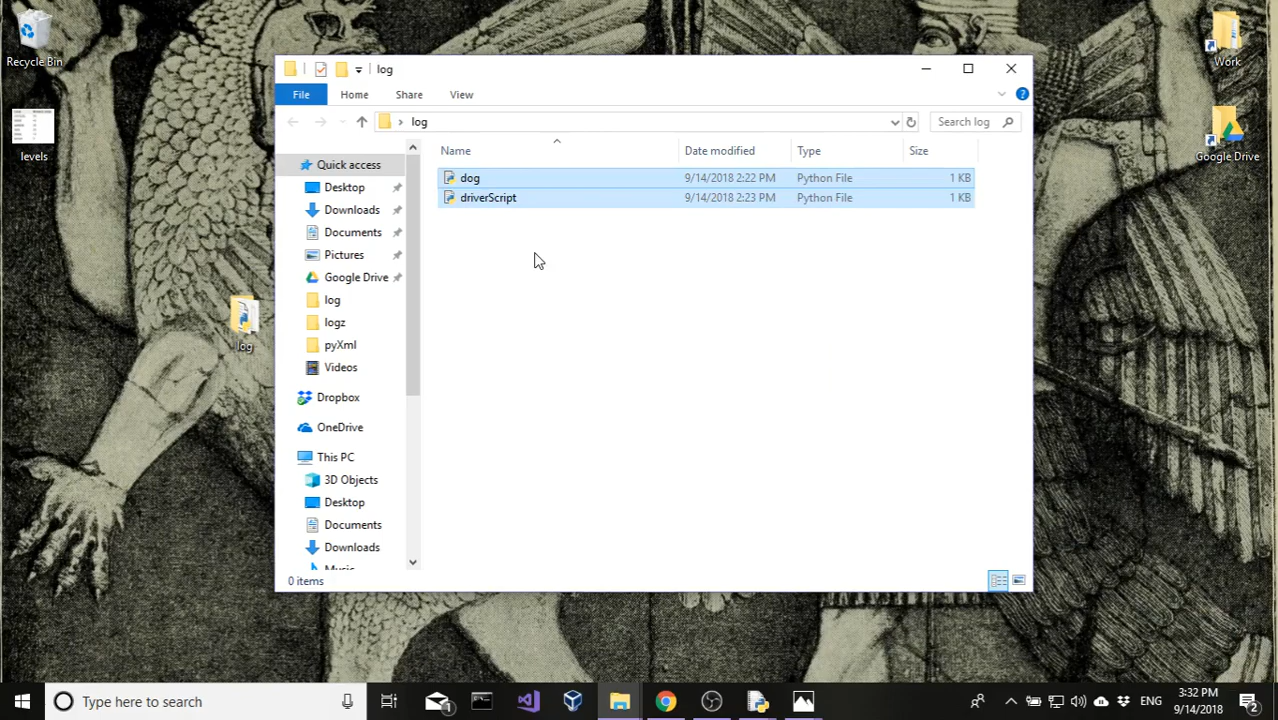 Recycle Bin
levels
log
Work
Google Drive
log
File
Home
Share
View
log
Search log
Name
Date modified
Type
Size
dog
9/14/2018 2:22 PM
Python File
1 KB
driverScript
9/14/2018 2:23 PM
Python File
1 KB
Quick access
Desktop
Downloads
Documents
Pictures
Google Drive
log
logz
pyXml
Videos
Dropbox
OneDrive
This PC
3D Objects
Desktop
Documents
Downloads
Music
0 items
Type here to search
1
ENG
3:32 PM
9/14/2018
2